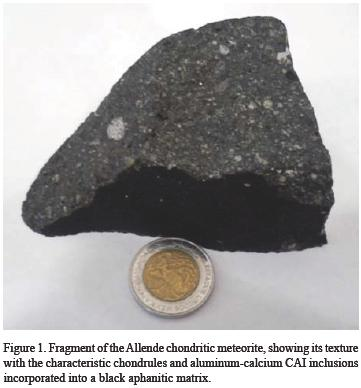 Figure 1. Fragment of the Allende chondritic meteorite, showing its texture
with the characteristic chondrules and aluminum-calcium CAI inclusions
incorporated into a black aphanitic matrix.